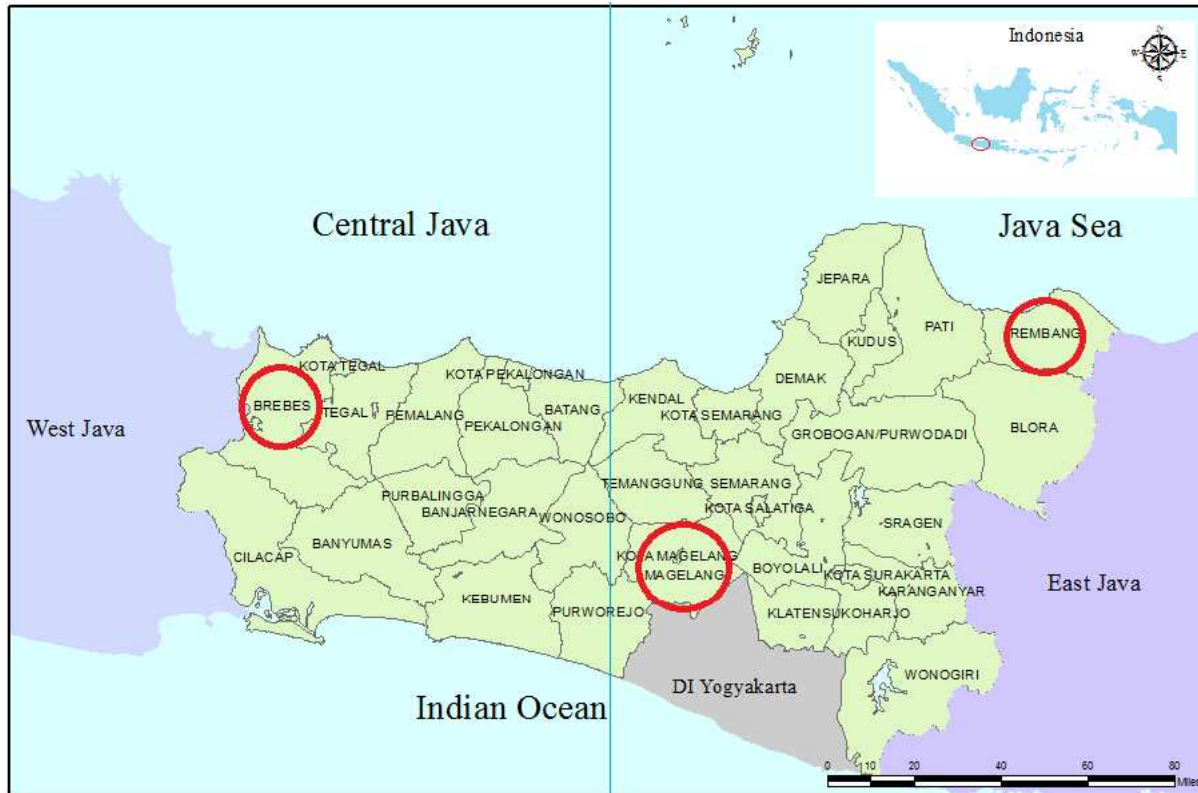 Indonesia
W
E
Central Java
Java Sea
JEPARA
PATI
REMBANG
KUDUS
KOTA TEGAL
KOTA PEKALONGAN
DEMAK
BREBES
TEGAL
PEMALANG
PEKALONGAN
BATANG
KENDAL
KOTA SEMARANG
West Java
BLORA
GROBOGAN/PURWODADI
TEMANGGUNG
SEMARANG
PURBALINGGA
BANJARNEGARA
WONOSOBO
KOTA SALATIGA
SRAGEN
CILACAP
BANYUMAS
KOTA MAGELANG
MAGELANG
BOYOLALI
KOTA SURAKARTA
KARANGANYAR
East Java
KEBUMEN
PURWOREJO
KLATEN
SUKOHARJO
WONOGIRI
DI Yogyakarta
Indian Ocean
0 10 20 40 60 80
Miles